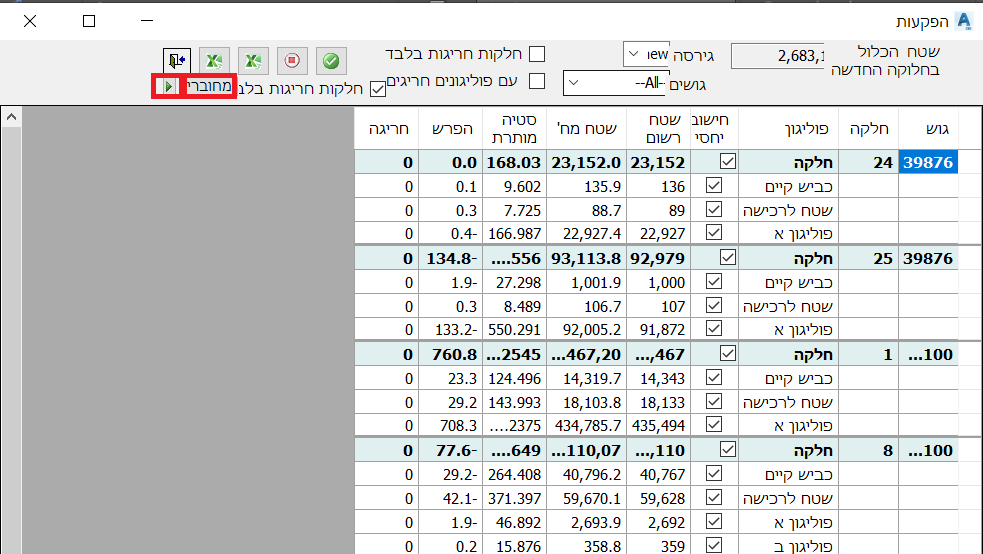 הפקעות
שטח הכלול בחלוקה החדשה 2,683,1 גירסה new חלקות חריגות בלבד
גושים --All-- עם פוליגונים חריגים חלקות חריגות בלב מחוברי
גוש חלקה פוליגון חישוב יחסי שטח רשום שטח מח' סטיה מותרת הפרש חריגה
39876 24 חלקה 23,152 23,152.0 168.03 0.0 0
כביש קיים 136 135.9 9.602 0.1 0
שטח לרכישה 89 88.7 7.725 0.3 0
פוליגון א 22,927 22,927.4 166.987 0.4- 0
39876 25 חלקה 92,979 93,113.8 556.... 134.8- 0
כביש קיים 1,000 1,001.9 27.298 1.9- 0
שטח לרכישה 107 106.7 8.489 0.3 0
פוליגון א 91,872 92,005.2 550.291 133.2- 0
100... 1 חלקה 467,... 467,20... 2545... 760.8 0
כביש קיים 14,343 14,319.7 124.496 23.3 0
שטח לרכישה 18,133 18,103.8 143.993 29.2 0
פוליגון א 435,494 434,785.7 2375.... 708.3 0
100... 8 חלקה 110,... 110,07... 649.... 77.6- 0
כביש קיים 40,767 40,796.2 264.408 29.2- 0
שטח לרכישה 59,628 59,670.1 371.397 42.1- 0
פוליגון א 2,692 2,693.9 46.892 1.9- 0
פוליגון ב 359 358.8 15.876 0.2 0